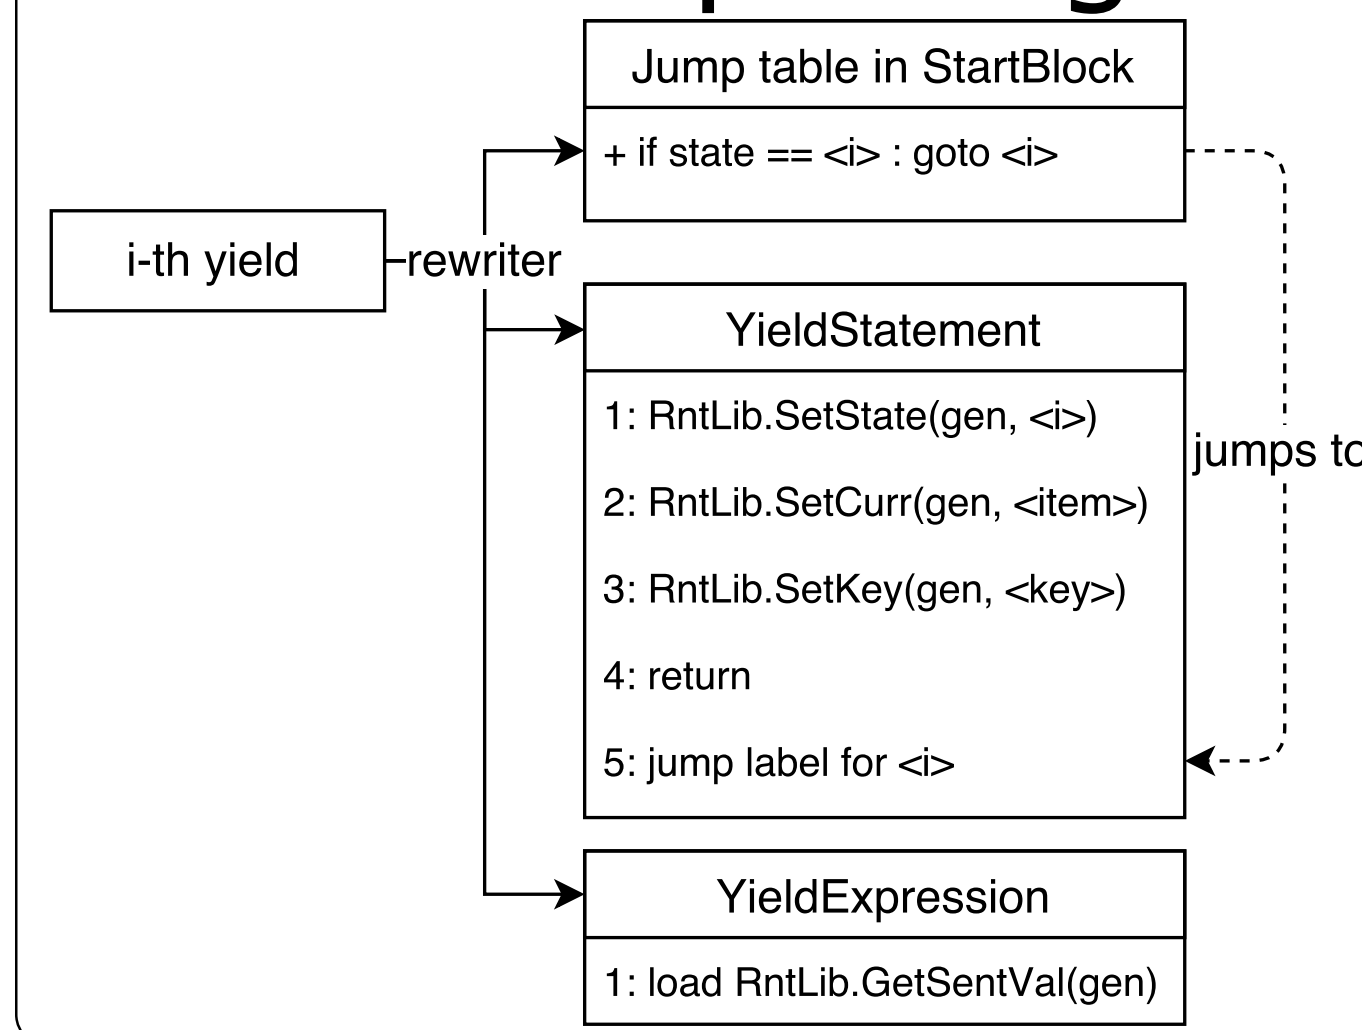 Jump table in StartBlock
+ if state == <i> : goto <i>
i-th yield
rewriter
YieldStatement
1: RntLib.SetState(gen, <i>)
2: RntLib.SetCurr(gen, <item>)
3: RntLib.SetKey(gen, <key>)
4: return
5: jump label for <i>
jumps to
YieldExpression
1: load RntLib.GetSentVal(gen)